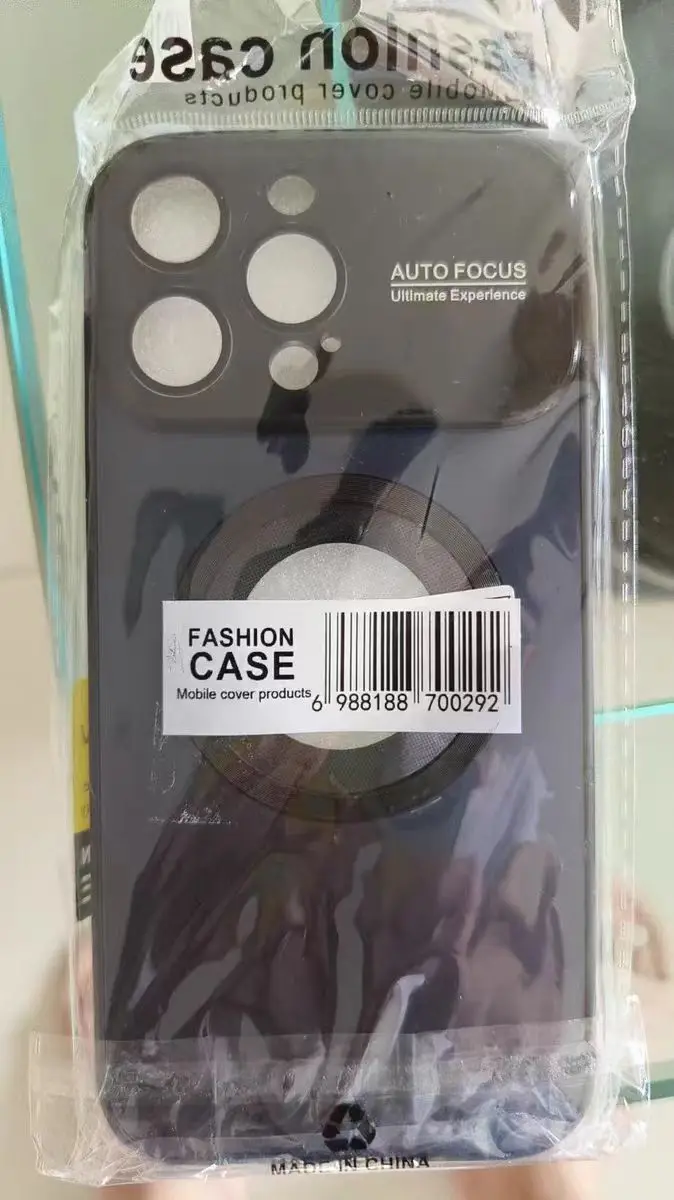 Fashion case
Mobile cover products
AUTO FOCUS
Ultimate Experience
FASHION
CASE
Mobile cover products
6 988188 700292
MADE IN CHINA